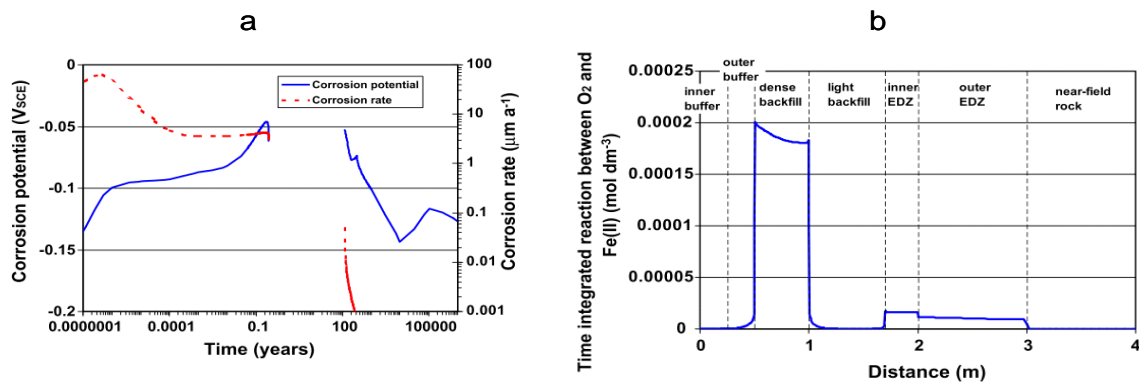 a
Corrosion potential (VSCE)
0
-0.05
-0.1
-0.15
-0.2
Corrosion potential
Corrosion rate
100
10
1
0.1
0.01
0.001
Corrosion rate (μm a⁻¹)
0.0000001 0.0001 0.1 100 100000
Time (years)
b
Time integrated reaction between O2 and
Fe(II) (mol dm⁻³)
0.00025
0.0002
0.00015
0.0001
0.00005
0
inner
buffer
outer
buffer
dense
backfill
light
backfill
inner
EDZ
outer
EDZ
near-field
rock
0 1 2 3 4
Distance (m)